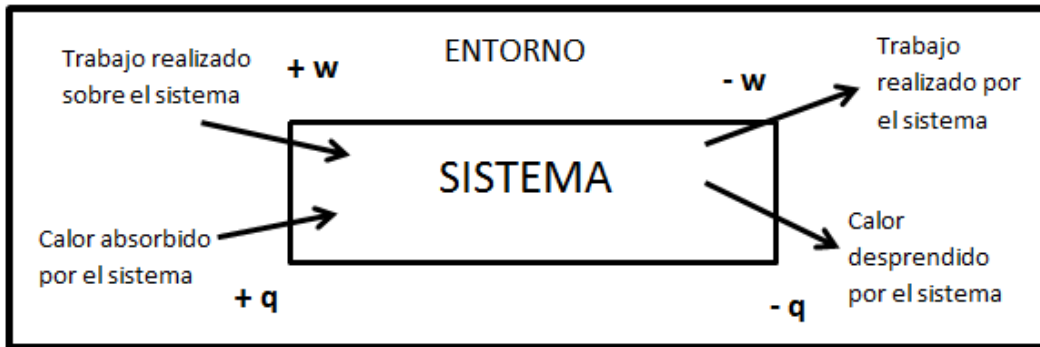 Trabajo realizado
sobre el sistema
+ w
ENTORNO
- w
Trabajo
realizado por
el sistema
SISTEMA
Calor absorbido
por el sistema
+ q
Calor
desprendido
por el sistema
- q